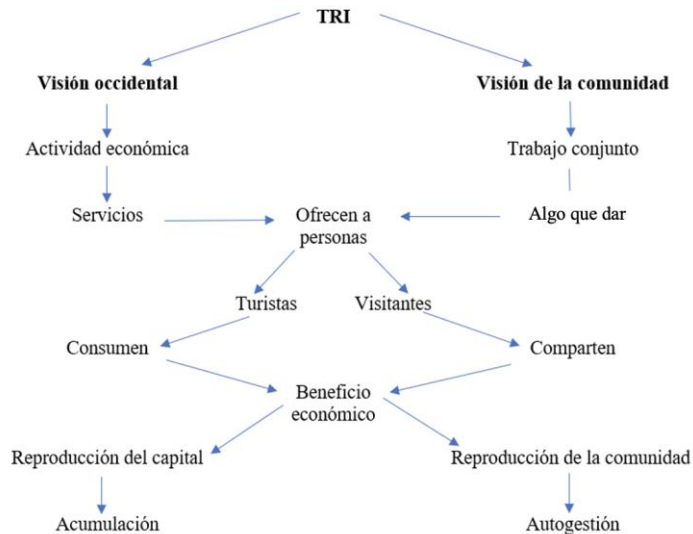 TRI
Visión occidental
Visión de la comunidad
Actividad económica
Trabajo conjunto
Servicios
Ofrecen a
personas
Algo que dar
Turistas
Visitantes
Consumen
Comparten
Beneficio
económico
Reproducción del capital
Reproducción de la comunidad
Acumulación
Autogestión